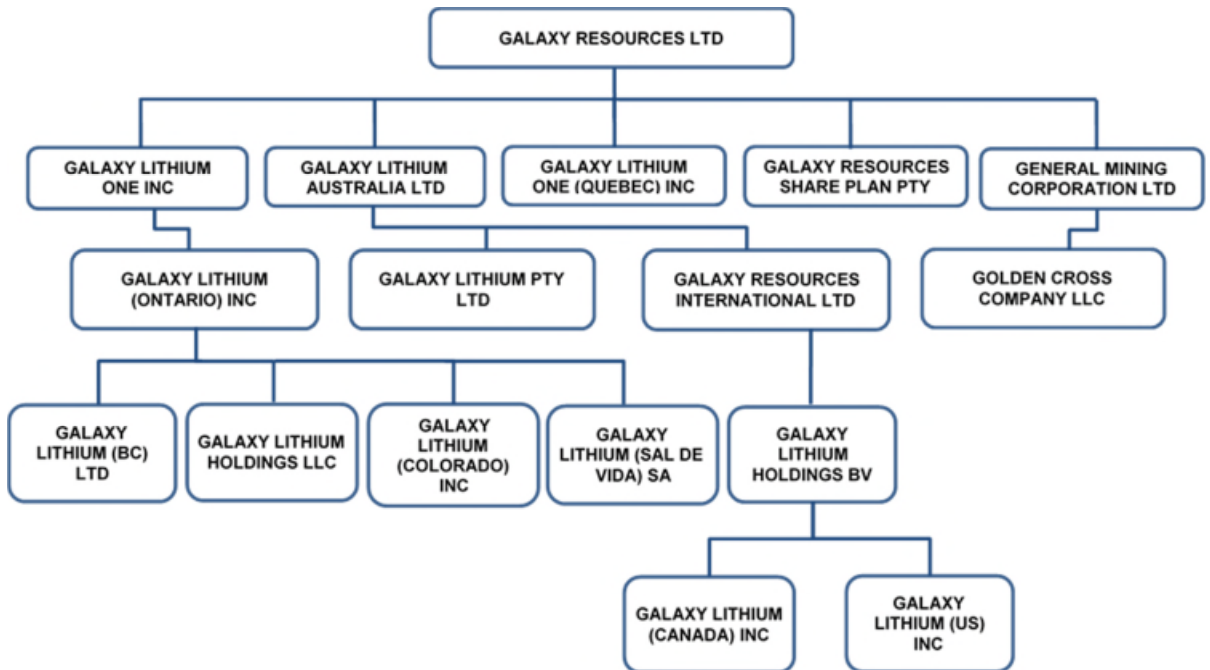 GALAXY RESOURCES LTD
GALAXY LITHIUM
ONE INC
GALAXY LITHIUM
AUSTRALIA LTD
GALAXY LITHIUM
ONE (QUEBEC) INC
GALAXY RESOURCES
SHARE PLAN PTY
GENERAL MINING
CORPORATION LTD
GALAXY LITHIUM
(ONTARIO) INC
GALAXY LITHIUM PTY
LTD
GALAXY RESOURCES
INTERNATIONAL LTD
GOLDEN CROSS
COMPANY LLC
GALAXY
LITHIUM (BC)
LTD
GALAXY LITHIUM
HOLDINGS LLC
GALAXY
LITHIUM
(COLORADO)
INC
GALAXY
LITHIUM (SAL DE
VIDA) SA
GALAXY
LITHIUM
HOLDINGS BV
GALAXY LITHIUM
(CANADA) INC
GALAXY
LITHIUM (US)
INC